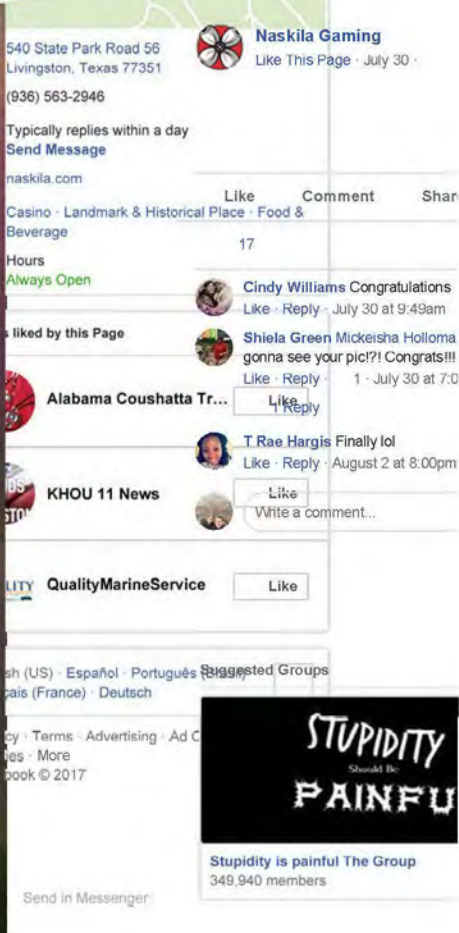 540 State Park Road 56
Livingston, Texas 77351
(936) 563-2946
Typically replies within a day
Send Message
naskila.com
Casino · Landmark & Historical Place · Food &
Beverage
Hours
Always Open
s liked by this Page
Alabama Coushatta Tr... Like
KHOU 11 News Like
LITY QualityMarineService Like
sh (US) · Español · Português (Brasil)
çais (France) · Deutsch
cy · Terms · Advertising · Ad C
ies · More
book © 2017
Send in Messenger
Naskila Gaming
Like This Page · July 30 ·
Like Comment Shar
17
Cindy Williams Congratulations
Like · Reply · July 30 at 9:49am
Shiela Green Mickeisha Holloma
gonna see your pic!?! Congrats!!!
Like · Reply · 1 · July 30 at 7:0
1 Reply
T Rae Hargis Finally lol
Like · Reply · August 2 at 8:00pm
Write a comment...
Suggested Groups
STUPIDITY
Should Be
PAINFU
Stupidity is painful The Group
349,940 members